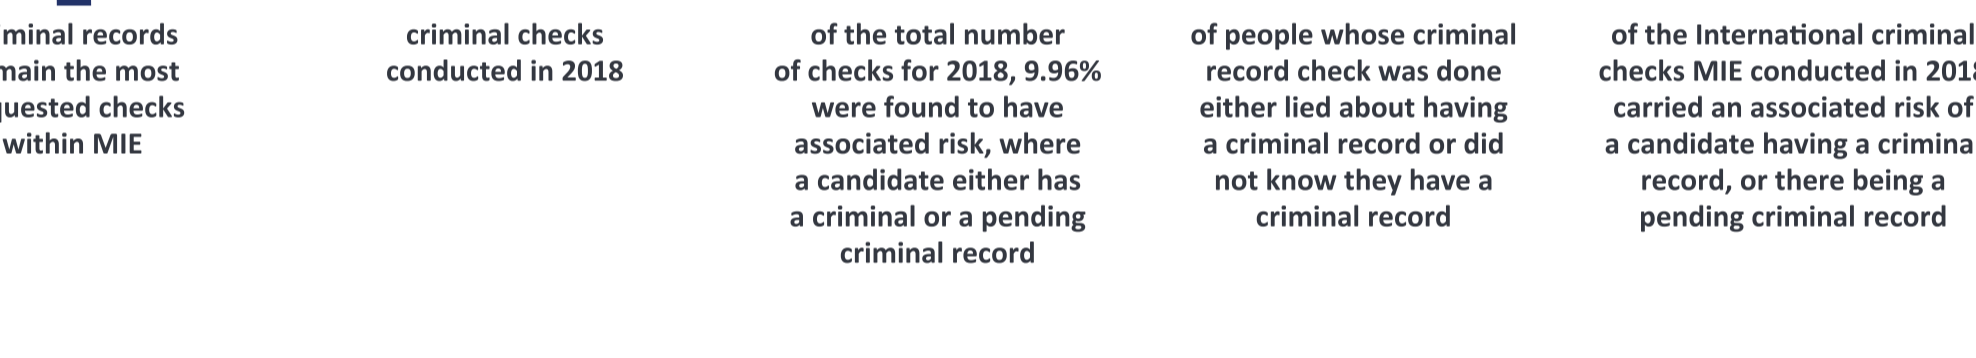 minal records
main the most
quested checks
within MIE
criminal checks
conducted in 2018
of the total number
of checks for 2018, 9.96%
were found to have
associated risk, where
a candidate either has
a criminal or a pending
criminal record
of people whose criminal
record check was done
either lied about having
a criminal record or did
not know they have a
criminal record
of the International criminal
checks MIE conducted in 2018
carried an associated risk of
a candidate having a crimina
record, or there being a
pending criminal record